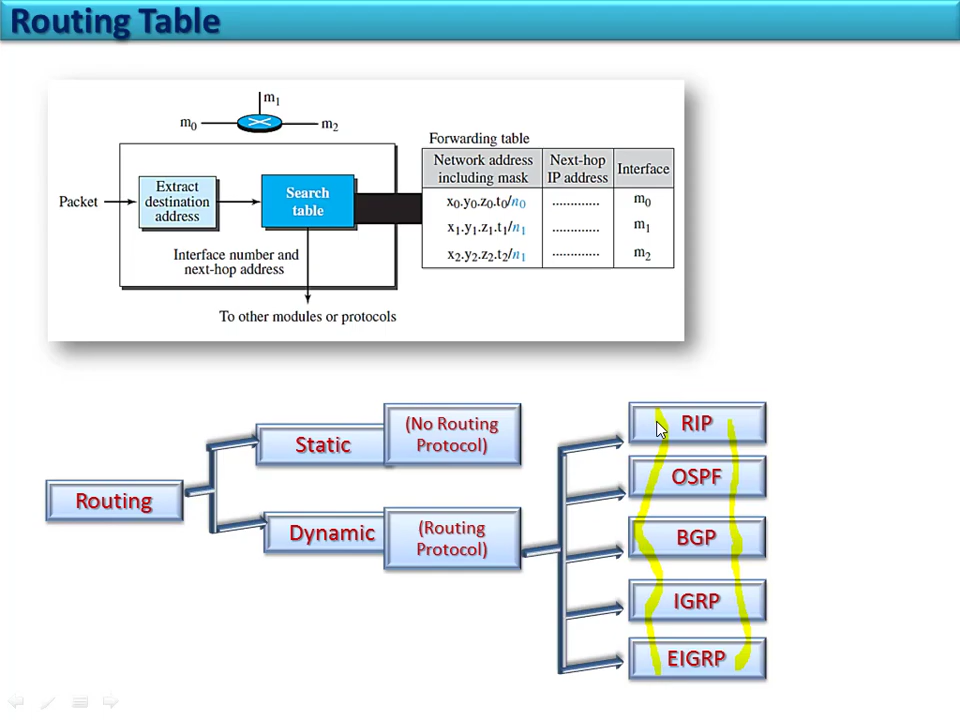 Routing Table
m1
m0
m2
Forwarding table
Network address
including mask
Next-hop
IP address
Interface
Packet
Extract
destination
address
Search
table
x0.y0.z0.t0/n0
.............
m0
x1.y1.z1.t1/n1
.............
m1
x2.y2.z2.t2/n1
.............
m2
Interface number and
next-hop address
To other modules or protocols
Routing
Static
(No Routing
Protocol)
Dynamic
(Routing
Protocol)
RIP
OSPF
BGP
IGRP
EIGRP